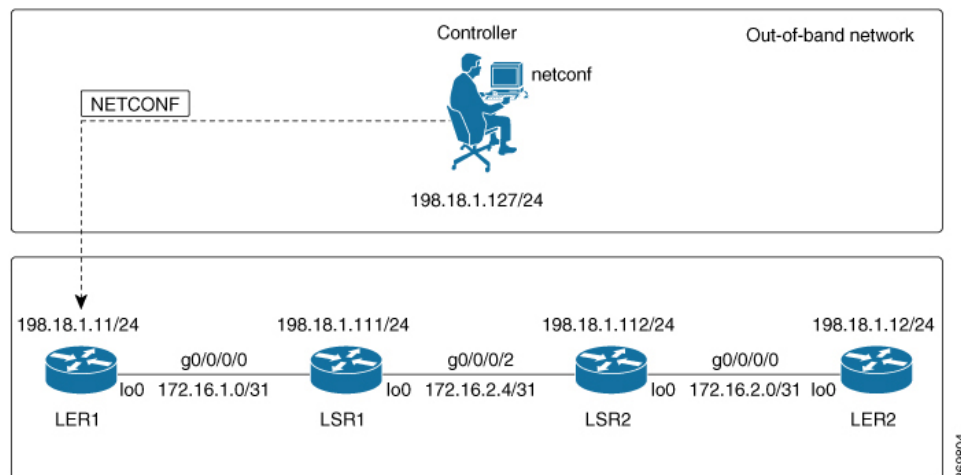 Controller
Out-of-band network
netconf
NETCONF
198.18.1.127/24
198.18.1.11/24
198.18.1.111/24
198.18.1.112/24
198.18.1.12/24
g0/0/0/0
g0/0/0/2
g0/0/0/0
lo0
172.16.1.0/31
lo0
172.16.2.4/31
lo0
172.16.2.0/31
lo0
LER1
LSR1
LSR2
LER2